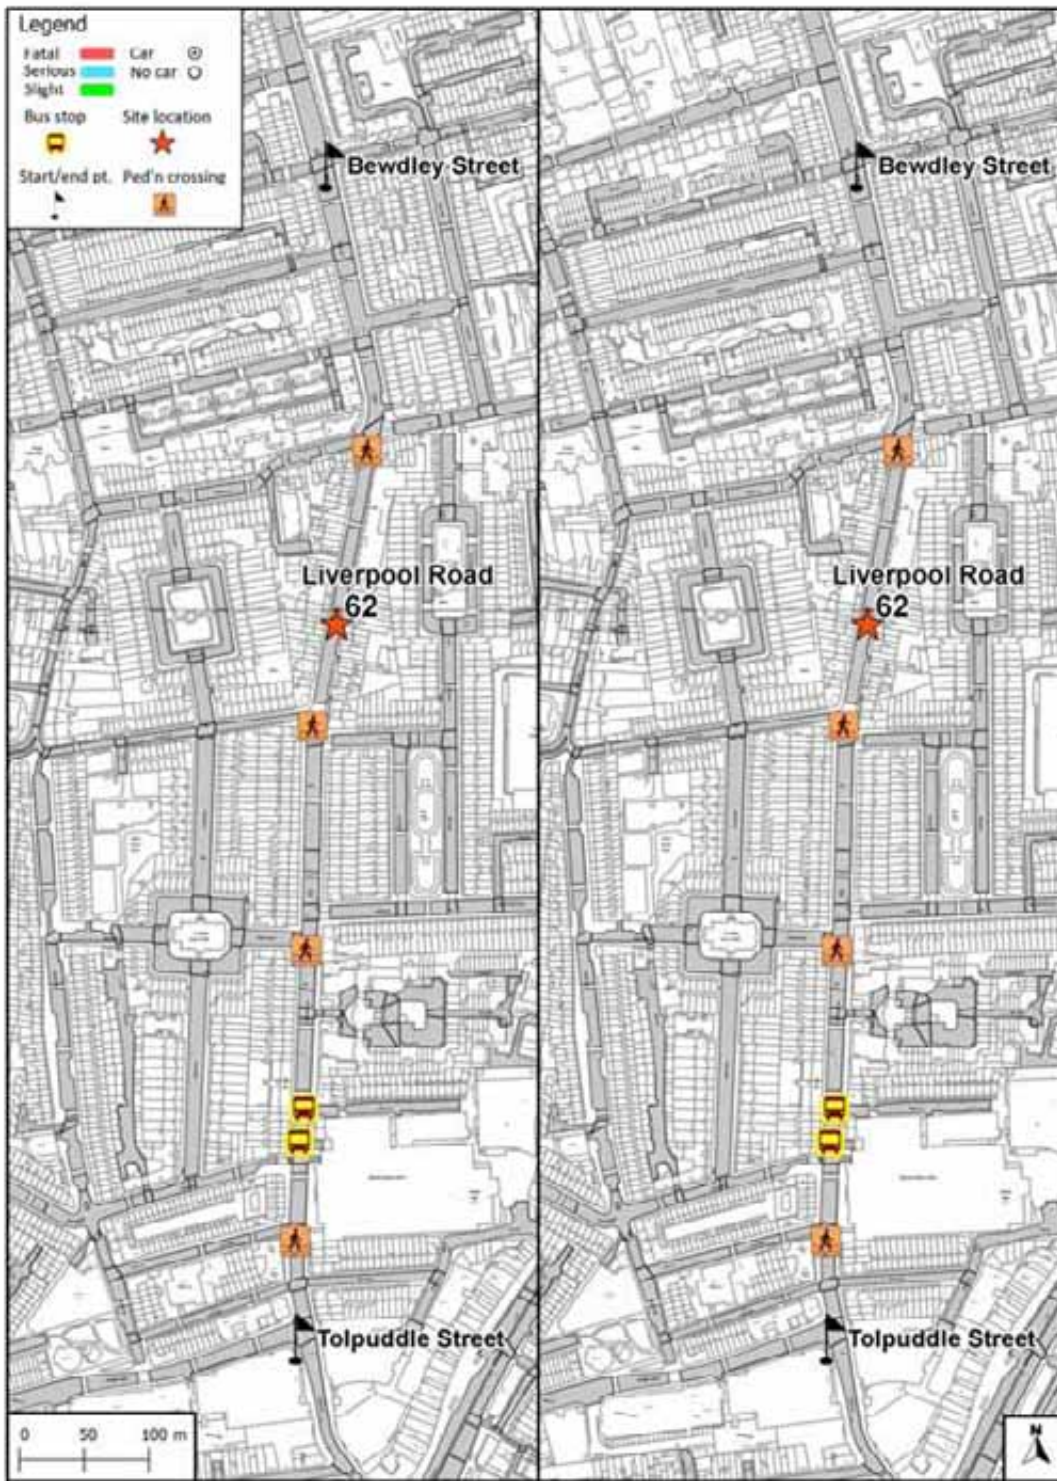 Legend
Fatal Car
Serious No car
Slight
Bus stop Site location
Start/end pt. Ped'n crossing
Bewdley Street
Bewdley Street
Liverpool Road
62
Liverpool Road
62
Tolpuddle Street
Tolpuddle Street
0 50 100 m
N